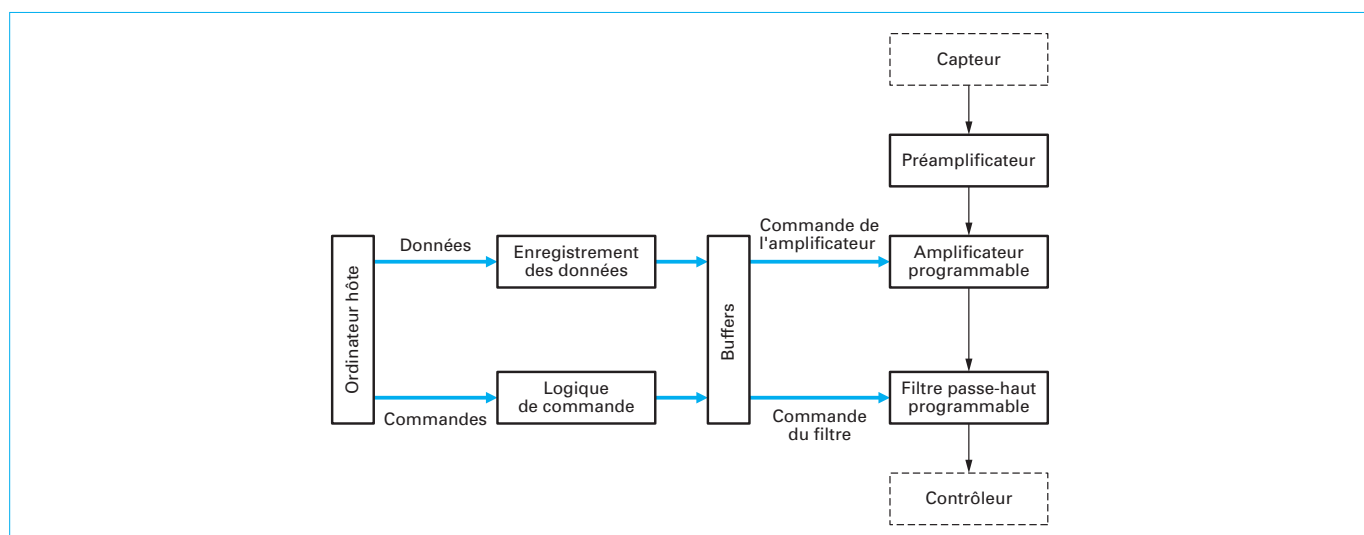 Capteur
Préamplificateur
Commande de
l'amplificateur
Données
Enregistrement
des données
Amplificateur
programmable
Ordinateur hôte
Buffers
Logique
de commande
Filtre passe-haut
programmable
Commandes
Commande
du filtre
Contrôleur